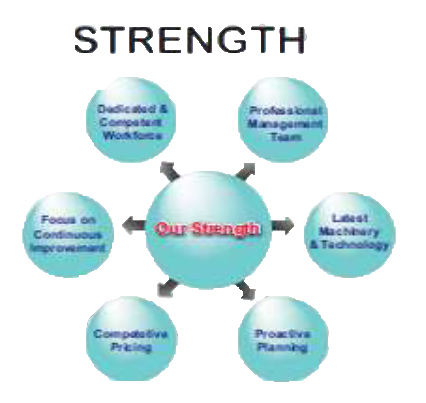 STRENGTH
Dedicated &
Competent
Workforce
Professional
Management
Team
Focus on
Continuous
Improvement
Our Strength
Latest
Machinery
& Technology
Competetive
Pricing
Proactive
Planning